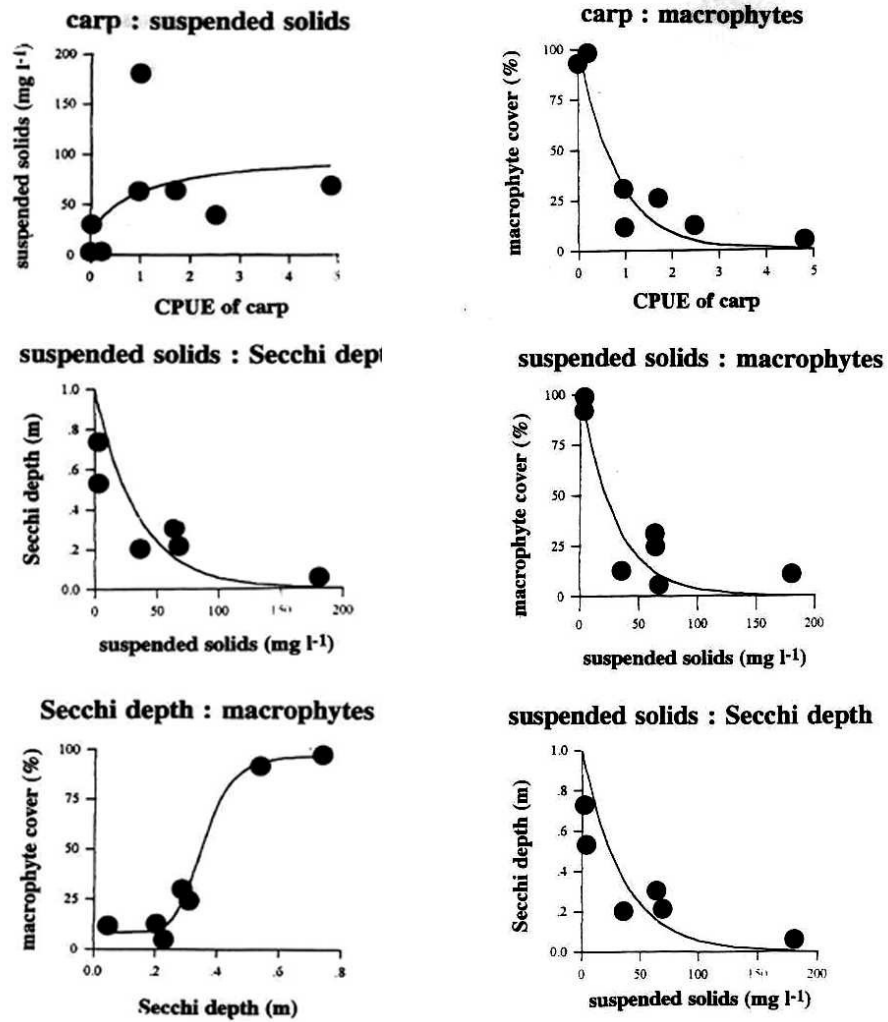 carp : suspended solids
suspended solids (mg l-1)
200
150
100
50
0
0 1 2 3 4 5
CPUE of carp
carp : macrophytes
macrophyte cover (%)
100
75
50
25
0
0 1 2 3 4 5
CPUE of carp
suspended solids : Secchi dept
Secchi depth (m)
1.0
.8
.6
.4
.2
0.0
0 50 100 150 200
suspended solids (mg l-1)
suspended solids : macrophytes
macrophyte cover (%)
100
75
50
25
0
0 50 100 150 200
suspended solids (mg l-1)
Secchi depth : macrophytes
macrophyte cover (%)
100
75
50
25
0
0.0 .2 .4 .6 .8
Secchi depth (m)
suspended solids : Secchi depth
Secchi depth (m)
1.0
.8
.6
.4
.2
0.0
0 50 100 150 200
suspended solids (mg l-1)